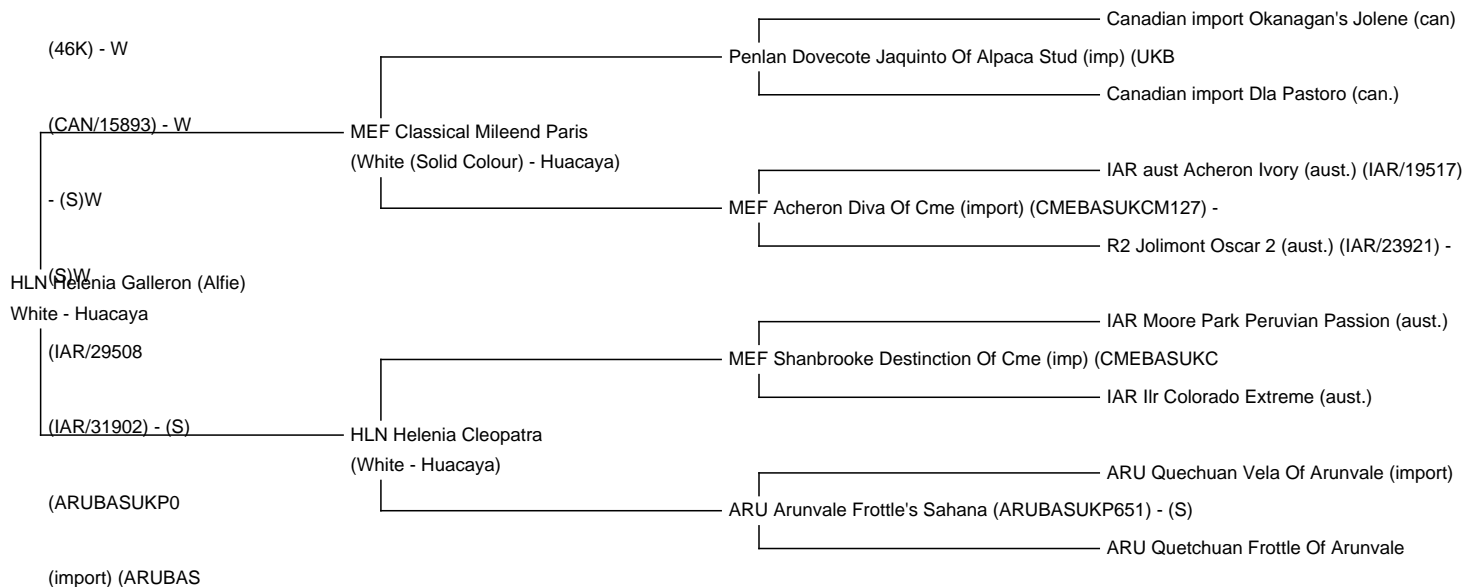 Canadian import Okanagan's Jolene (can)
(46K) - W
Penlan Dovecote Jaquinto Of Alpaca Stud (imp) (UKB
Canadian import Dla Pastoro (can.)
(CAN/15893) - W
MEF Classical Mileend Paris
(White (Solid Colour) - Huacaya)
IAR aust Acheron Ivory (aust.) (IAR/19517)
- (S)W
MEF Acheron Diva Of Cme (import) (CMEBASUKCM127) -
R2 Jolimont Oscar 2 (aust.) (IAR/23921) -
(S)W
HLN Helenia Galleron (Alfie)
White - Huacaya
IAR Moore Park Peruvian Passion (aust.)
(IAR/29508
MEF Shanbrooke Destinction Of Cme (imp) (CMEBASUKC
IAR Ilr Colorado Extreme (aust.)
(IAR/31902) - (S)
HLN Helenia Cleopatra
(White - Huacaya)
ARU Quechuan Vela Of Arunvale (import)
(ARUBASUKP0
ARU Arunvale Frottle's Sahana (ARUBASUKP651) - (S)
ARU Quetchuan Frottle Of Arunvale
(import) (ARUBAS